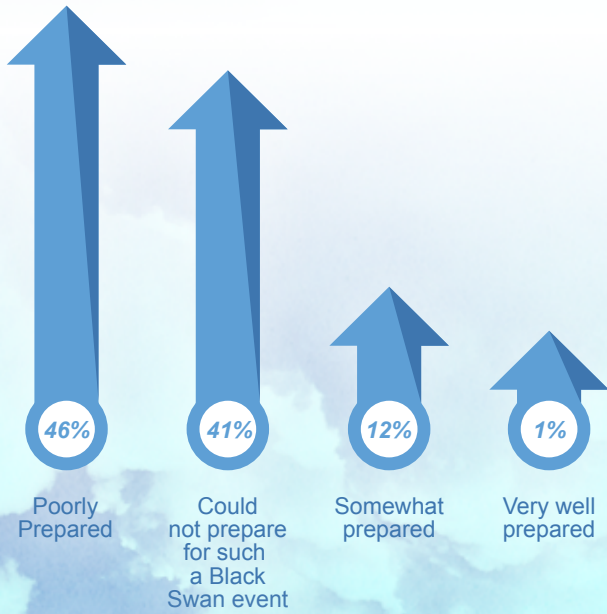 46%
41%
12%
1%
Poorly
Prepared
Could
not prepare
for such
a Black
Swan event
Somewhat
prepared
Very well
prepared